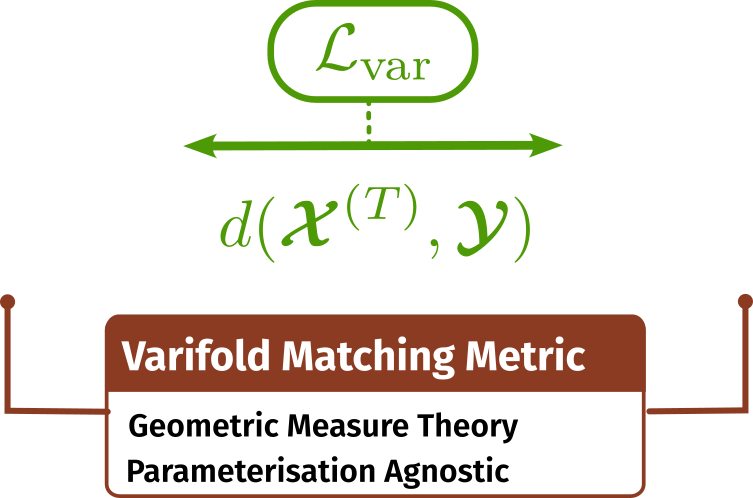 𝓛var
d(𝓧^(T), 𝓨)
Varifold Matching Metric
Geometric Measure Theory
Parameterisation Agnostic